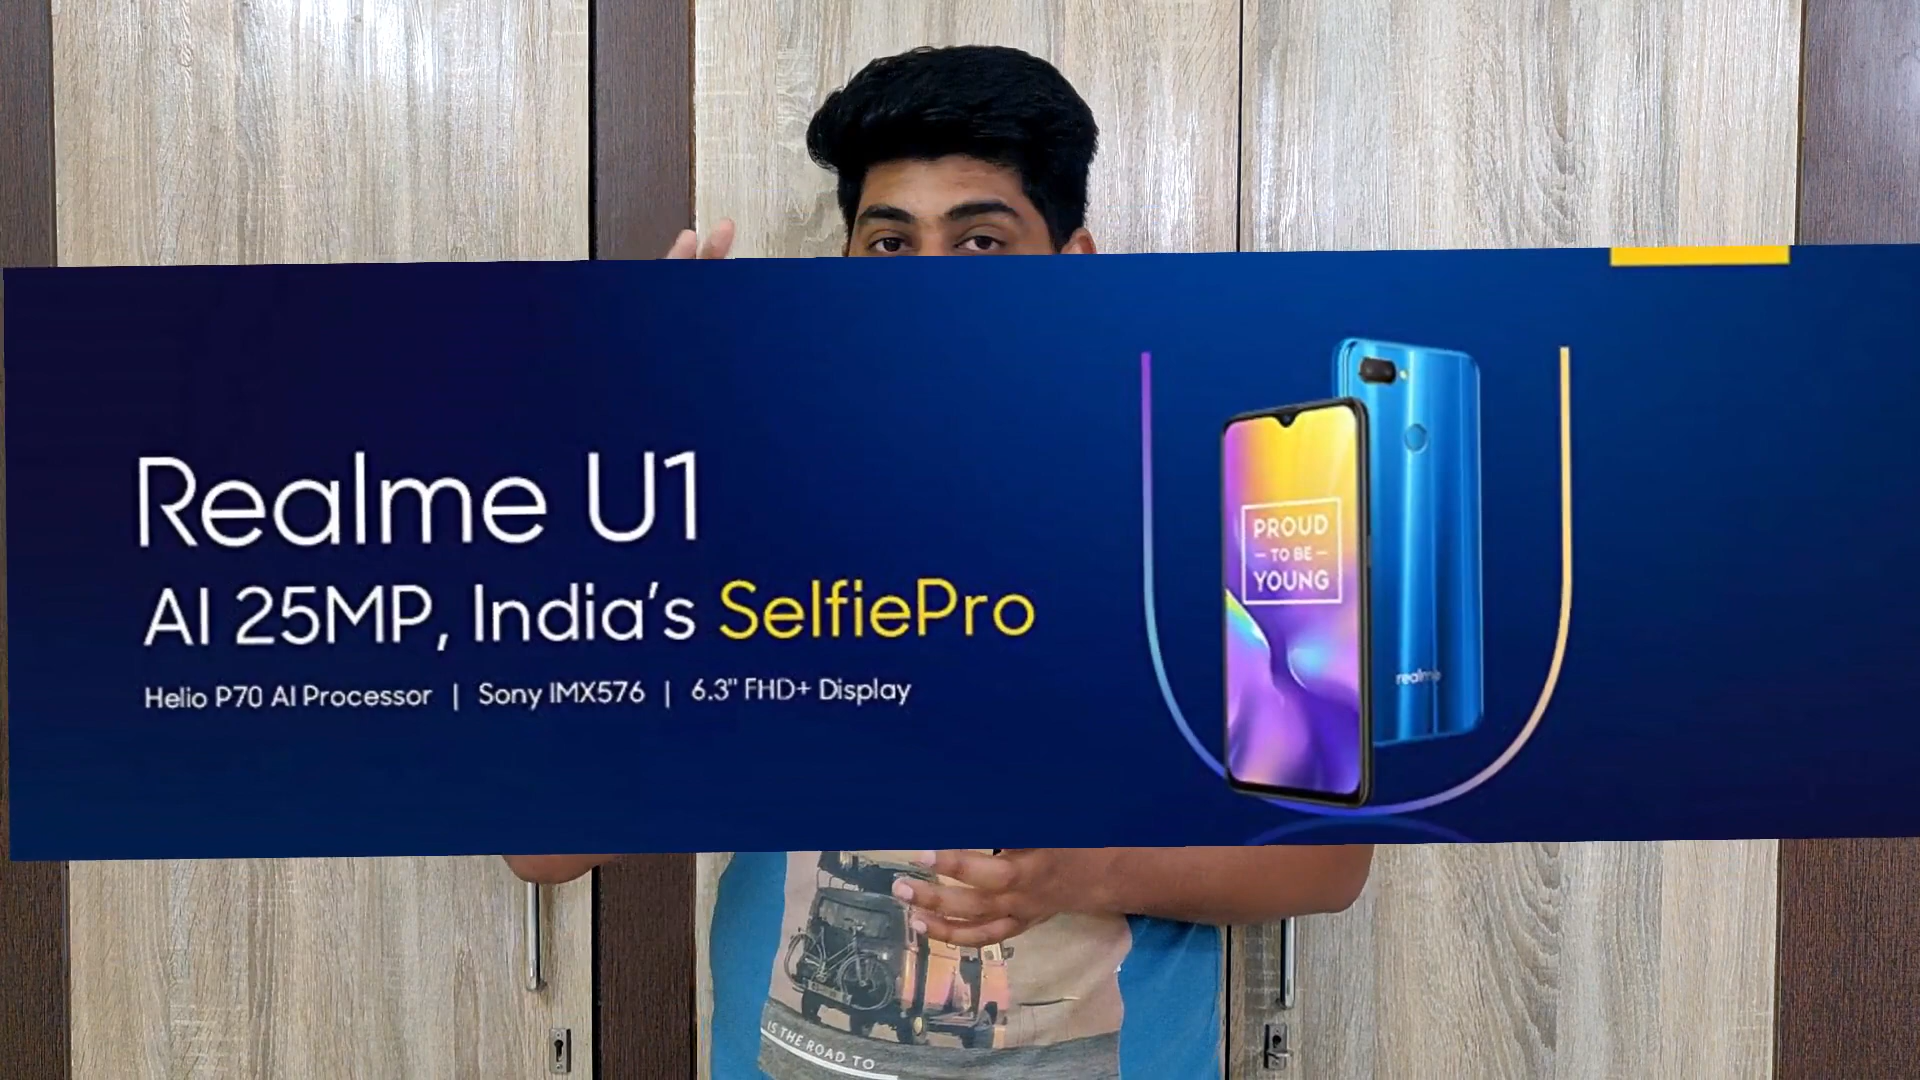 Realme U1
AI 25MP, India's SelfiePro
Helio P70 AI Processor | Sony IMX576 | 6.3" FHD+ Display
PROUD
– TO BE –
YOUNG
realme
IS THE ROAD TO